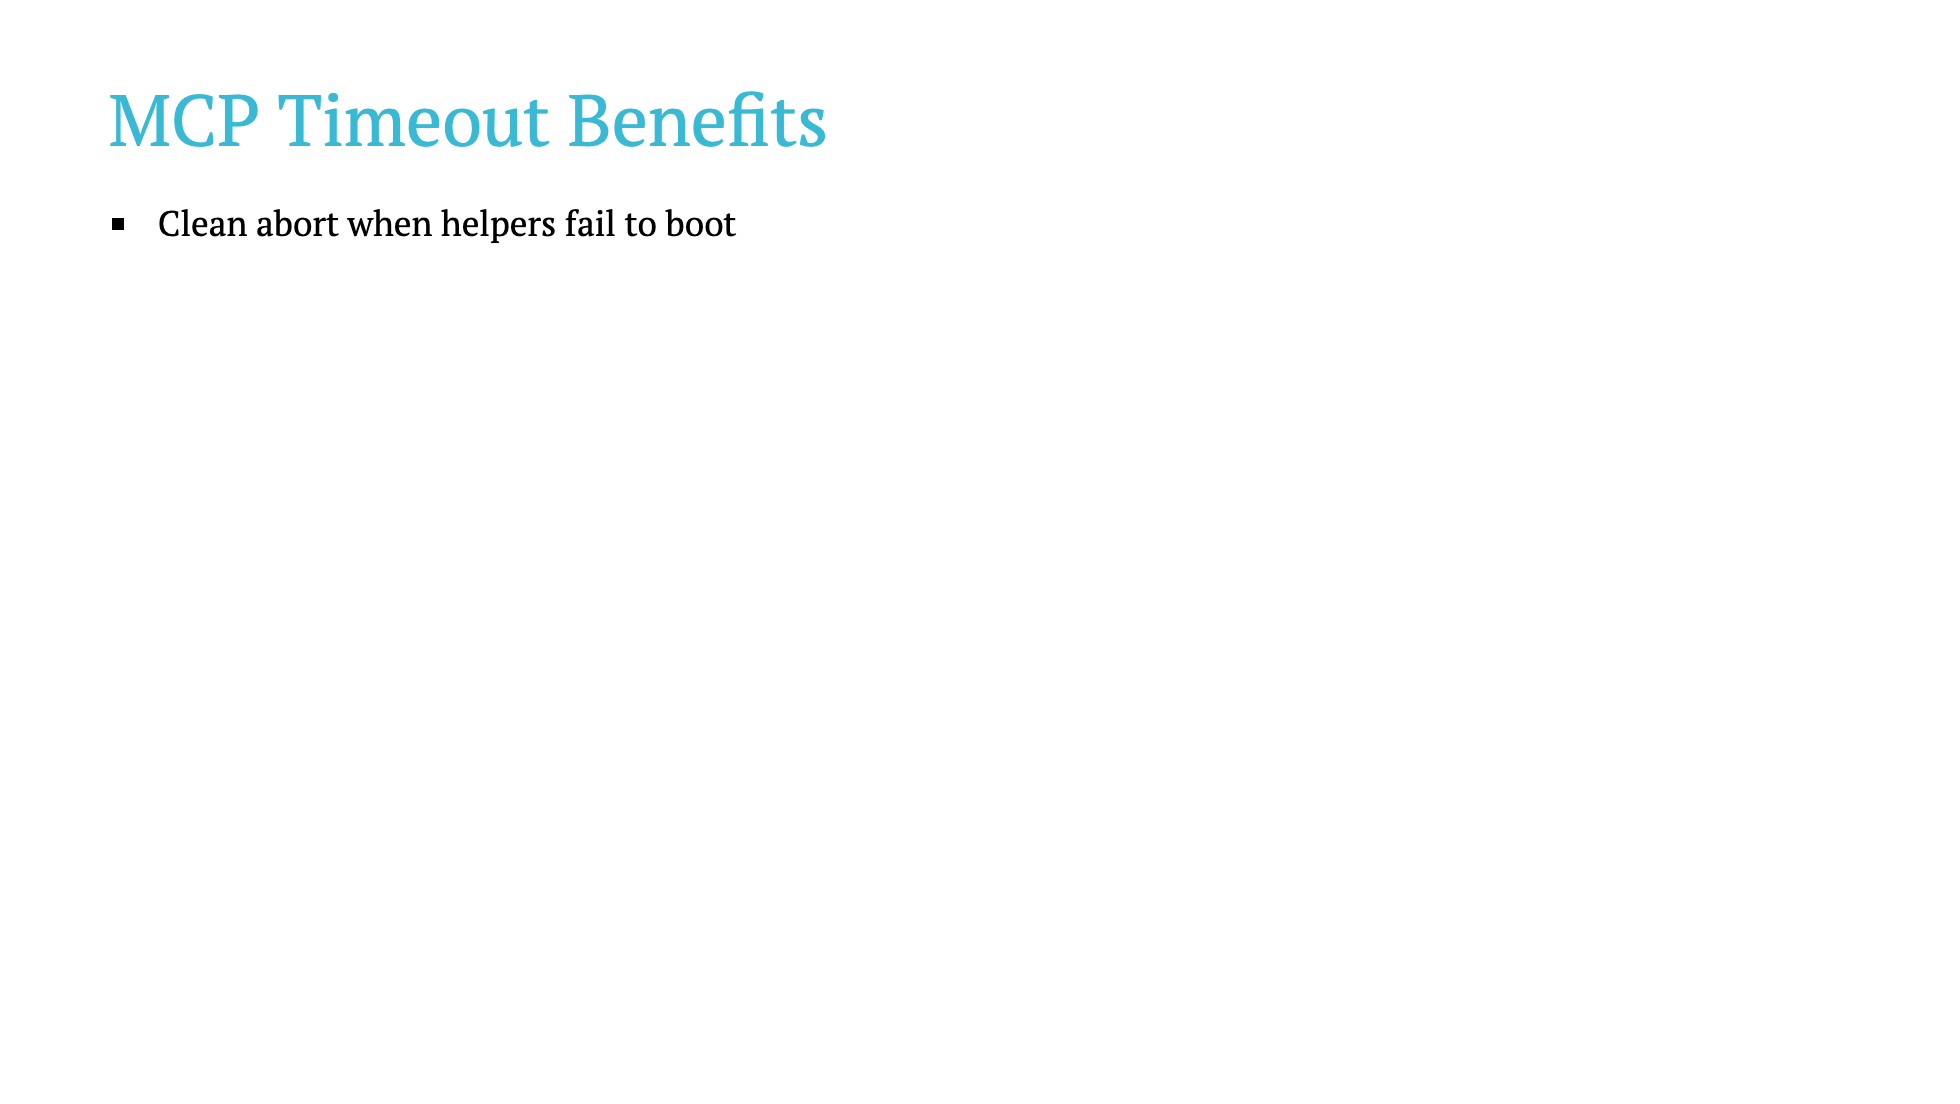 MCP Timeout Benefits
▪ Clean abort when helpers fail to boot